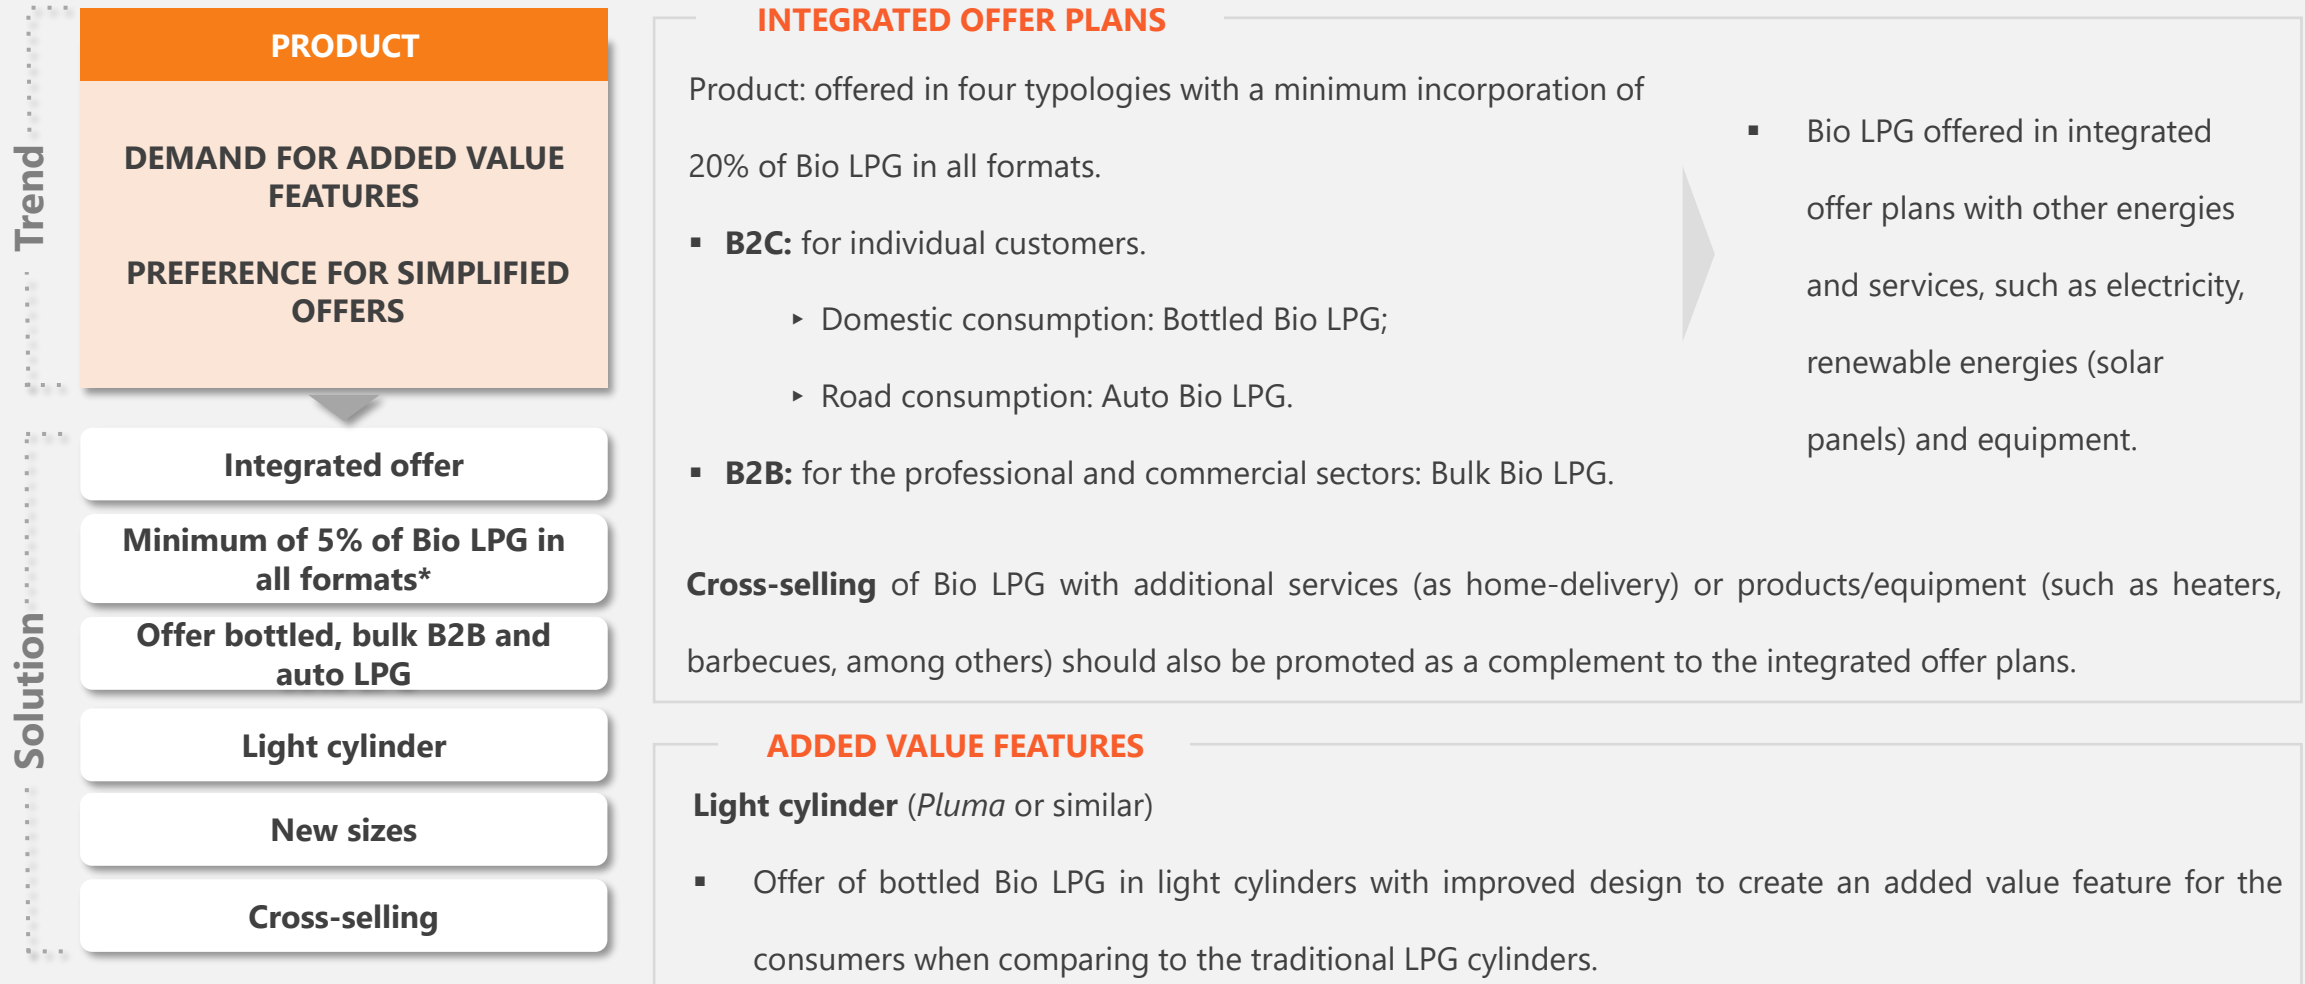 Trend
PRODUCT
DEMAND FOR ADDED VALUE
FEATURES
PREFERENCE FOR SIMPLIFIED
OFFERS
Solution
Integrated offer
Minimum of 5% of Bio LPG in
all formats*
Offer bottled, bulk B2B and
auto LPG
Light cylinder
New sizes
Cross-selling
INTEGRATED OFFER PLANS
Product: offered in four typologies with a minimum incorporation of
20% of Bio LPG in all formats.
▪ B2C: for individual customers.
▸ Domestic consumption: Bottled Bio LPG;
▸ Road consumption: Auto Bio LPG.
▪ B2B: for the professional and commercial sectors: Bulk Bio LPG.
▪ Bio LPG offered in integrated
offer plans with other energies
and services, such as electricity,
renewable energies (solar
panels) and equipment.
Cross-selling of Bio LPG with additional services (as home-delivery) or products/equipment (such as heaters,
barbecues, among others) should also be promoted as a complement to the integrated offer plans.
ADDED VALUE FEATURES
Light cylinder (Pluma or similar)
▪ Offer of bottled Bio LPG in light cylinders with improved design to create an added value feature for the
consumers when comparing to the traditional LPG cylinders.